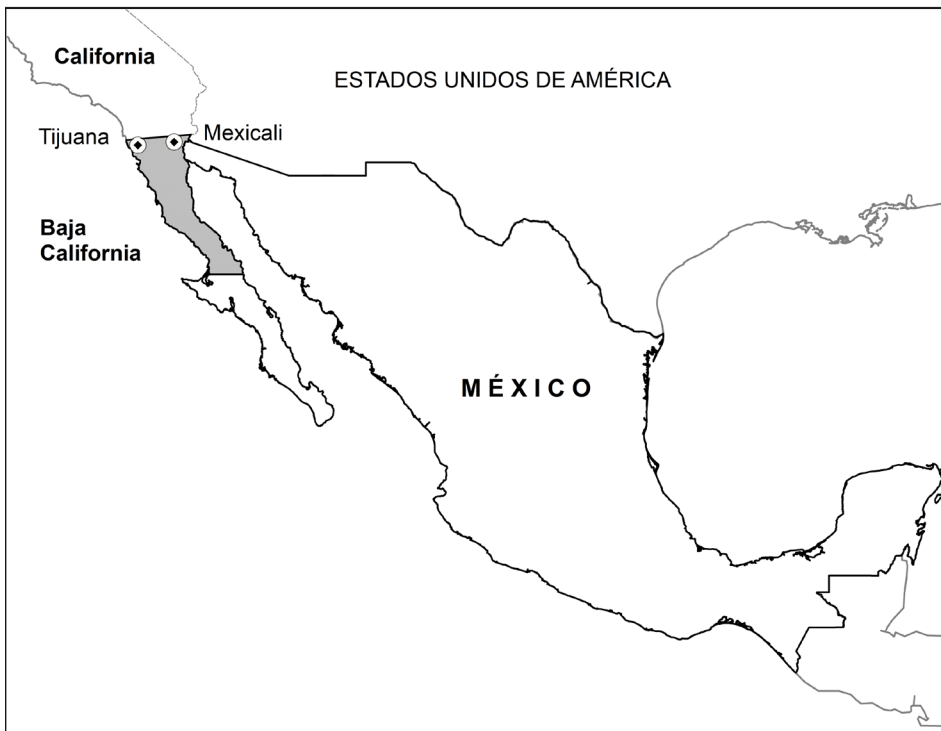 California
ESTADOS UNIDOS DE AMÉRICA
Tijuana
Mexicali
Baja
California
MÉXICO